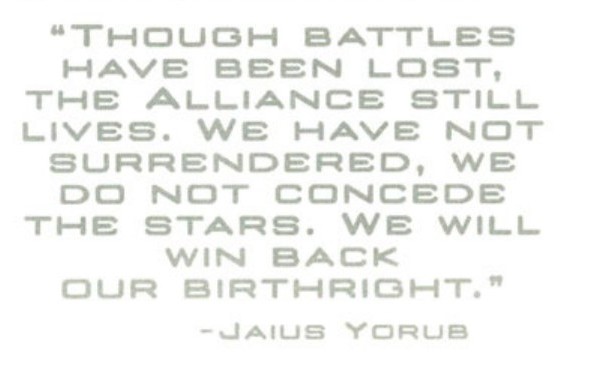 “Though battles
have been lost,
the Alliance still
lives. We have not
surrendered, we
do not concede
the stars. We will
win back
our birthright.”
-Jaius Yorub